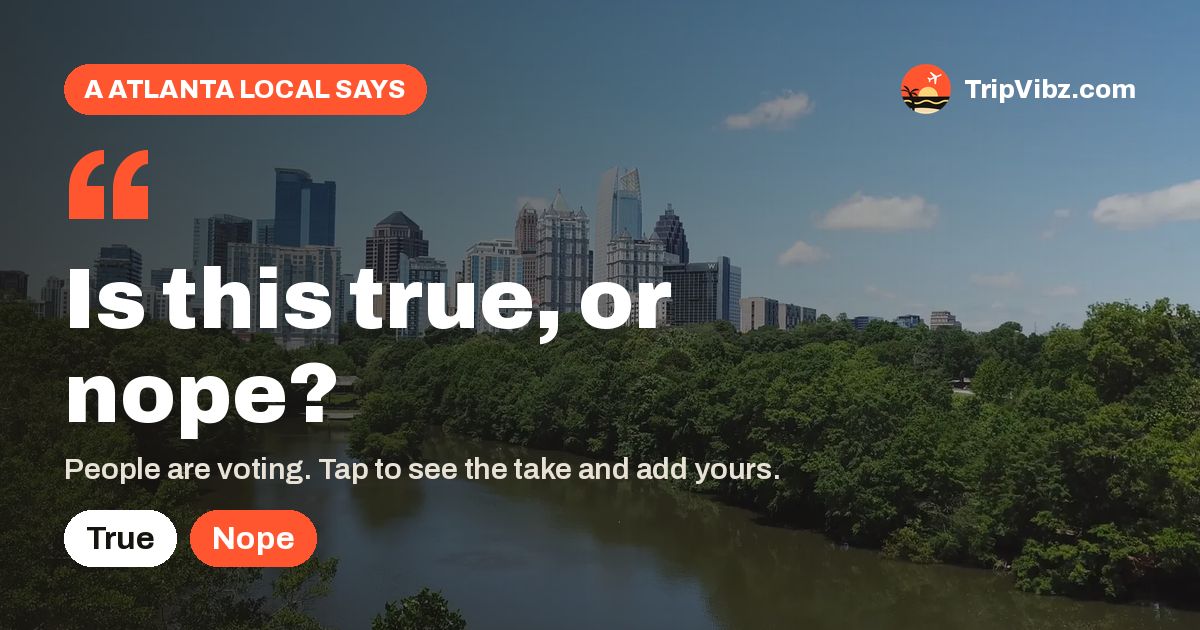 A ATLANTA LOCAL SAYS
TripVibz.com
“
Is this true, or
nope?
People are voting. Tap to see the take and add yours.
True
Nope